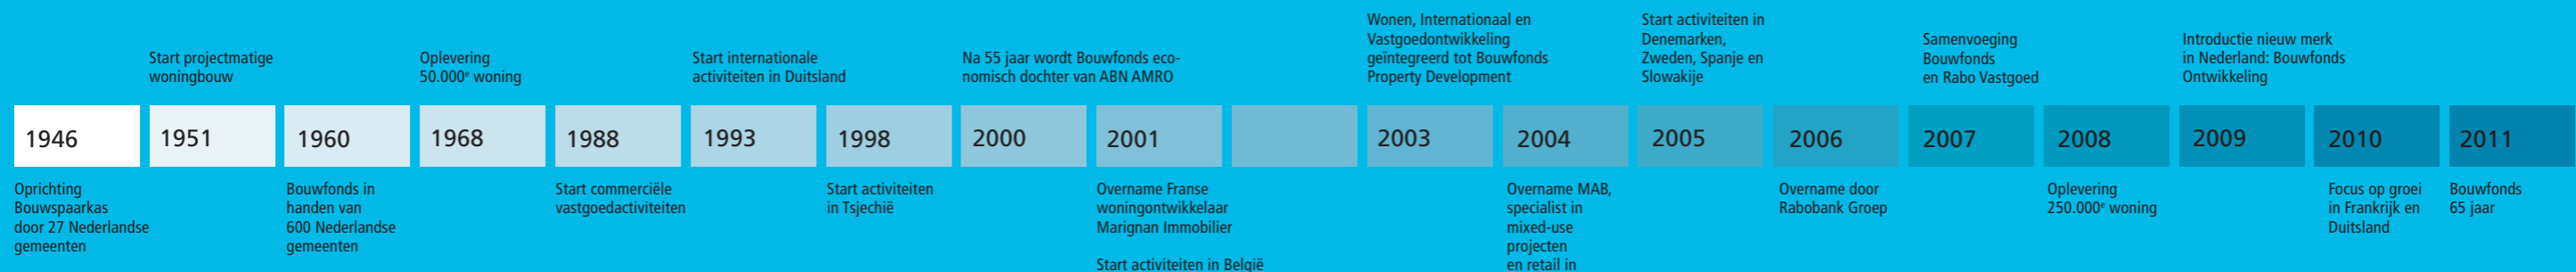 Start projectmatige
woningbouw
Oplevering
50.000e woning
Start internationale
activiteiten in Duitsland
Na 55 jaar wordt Bouwfonds eco-
nomisch dochter van ABN AMRO
Wonen, Internationaal en
Vastgoedontwikkeling
geïntegreerd tot Bouwfonds
Property Development
Start activiteiten in
Denemarken,
Zweden, Spanje en
Slowakije
Samenvoeging
Bouwfonds
en Rabo Vastgoed
Introductie nieuw merk
in Nederland: Bouwfonds
Ontwikkeling
1946
1951
1960
1968
1988
1993
1998
2000
2001
2003
2004
2005
2006
2007
2008
2009
2010
2011
Oprichting
Bouwspaarkas
door 27 Nederlandse
gemeenten
Bouwfonds in
handen van
600 Nederlandse
gemeenten
Start commerciële
vastgoedactiviteiten
Start activiteiten
in Tsjechië
Overname Franse
woningontwikkelaar
Marignan Immobilier
Start activiteiten in België
Overname MAB,
specialist in
mixed-use
projecten
en retail in
Overname door
Rabobank Groep
Oplevering
250.000e woning
Focus op groei
in Frankrijk en
Duitsland
Bouwfonds
65 jaar